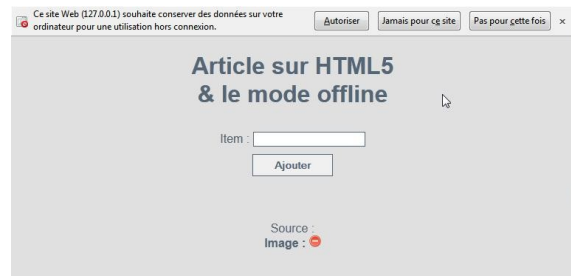 Ce site Web (127.0.0.1) souhaite conserver des données sur votre
ordinateur pour une utilisation hors connexion.
Autoriser
Jamais pour ce site
Pas pour cette fois
Article sur HTML5
& le mode offline
Item :
Ajouter
Source :
Image :